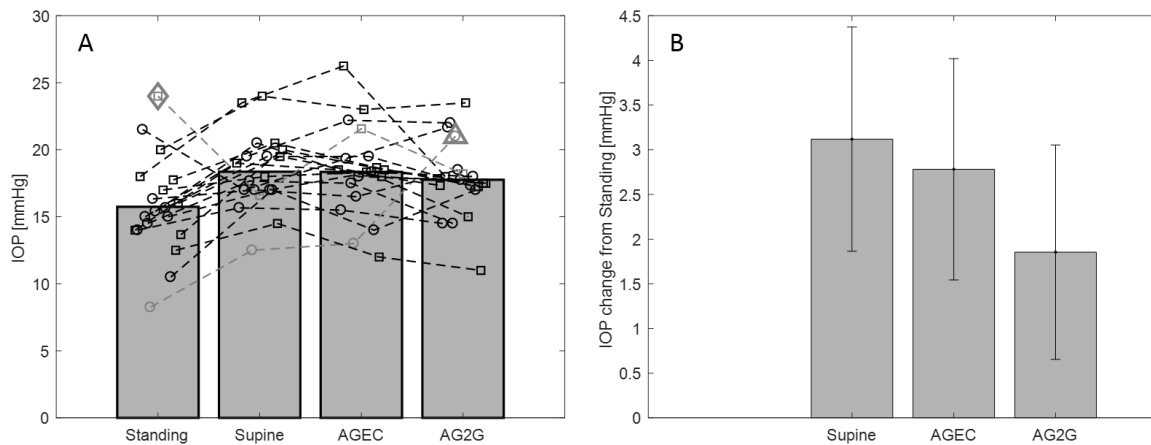 A
IOP [mmHg]
30
25
20
15
10
5
0
Standing Supine AGEC AG2G
B
IOP change from Standing [mmHg]
4.5
4
3.5
3
2.5
2
1.5
1
0.5
0
Supine AGEC AG2G